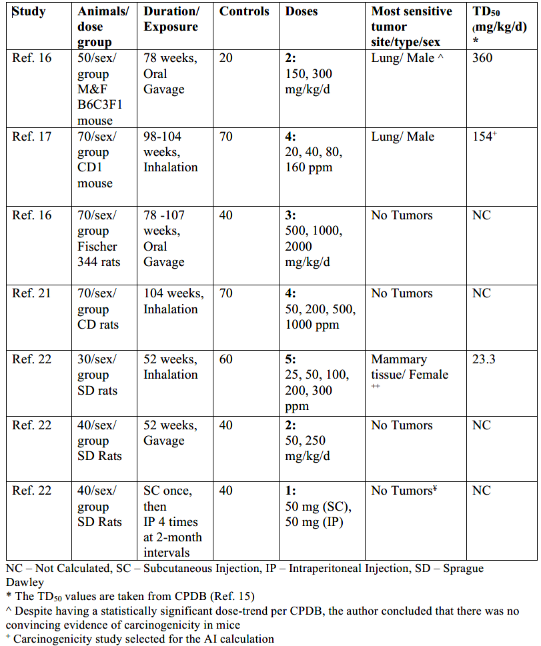 Study Animals/ dose group Duration/ Exposure Controls Doses Most sensitive tumor site/type/sex TD50 (mg/kg/d) *
Ref. 16 50/sex/ group M&F B6C3F1 mouse 78 weeks, Oral Gavage 20 2: 150, 300 mg/kg/d Lung/ Male ^ 360
Ref. 17 70/sex/ group CD1 mouse 98-104 weeks, Inhalation 70 4: 20, 40, 80, 160 ppm Lung/ Male 154+
Ref. 16 70/sex/ group Fischer 344 rats 78 -107 weeks, Oral Gavage 40 3: 500, 1000, 2000 mg/kg/d No Tumors NC
Ref. 21 70/sex/ group CD rats 104 weeks, Inhalation 70 4: 50, 200, 500, 1000 ppm No Tumors NC
Ref. 22 30/sex/ group SD rats 52 weeks, Inhalation 60 5: 25, 50, 100, 200, 300 ppm Mammary tissue/ Female ++ 23.3
Ref. 22 40/sex/ group SD Rats 52 weeks, Gavage 40 2: 50, 250 mg/kg/d No Tumors NC
Ref. 22 40/sex/ group SD Rats SC once, then IP 4 times at 2-month intervals 40 1: 50 mg (SC), 50 mg (IP) No Tumors¥ NC
NC – Not Calculated, SC – Subcutaneous Injection, IP – Intraperitoneal Injection, SD – Sprague
Dawley
* The TD50 values are taken from CPDB (Ref. 15)
^ Despite having a statistically significant dose-trend per CPDB, the author concluded that there was no
convincing evidence of carcinogenicity in mice
+ Carcinogenicity study selected for the AI calculation